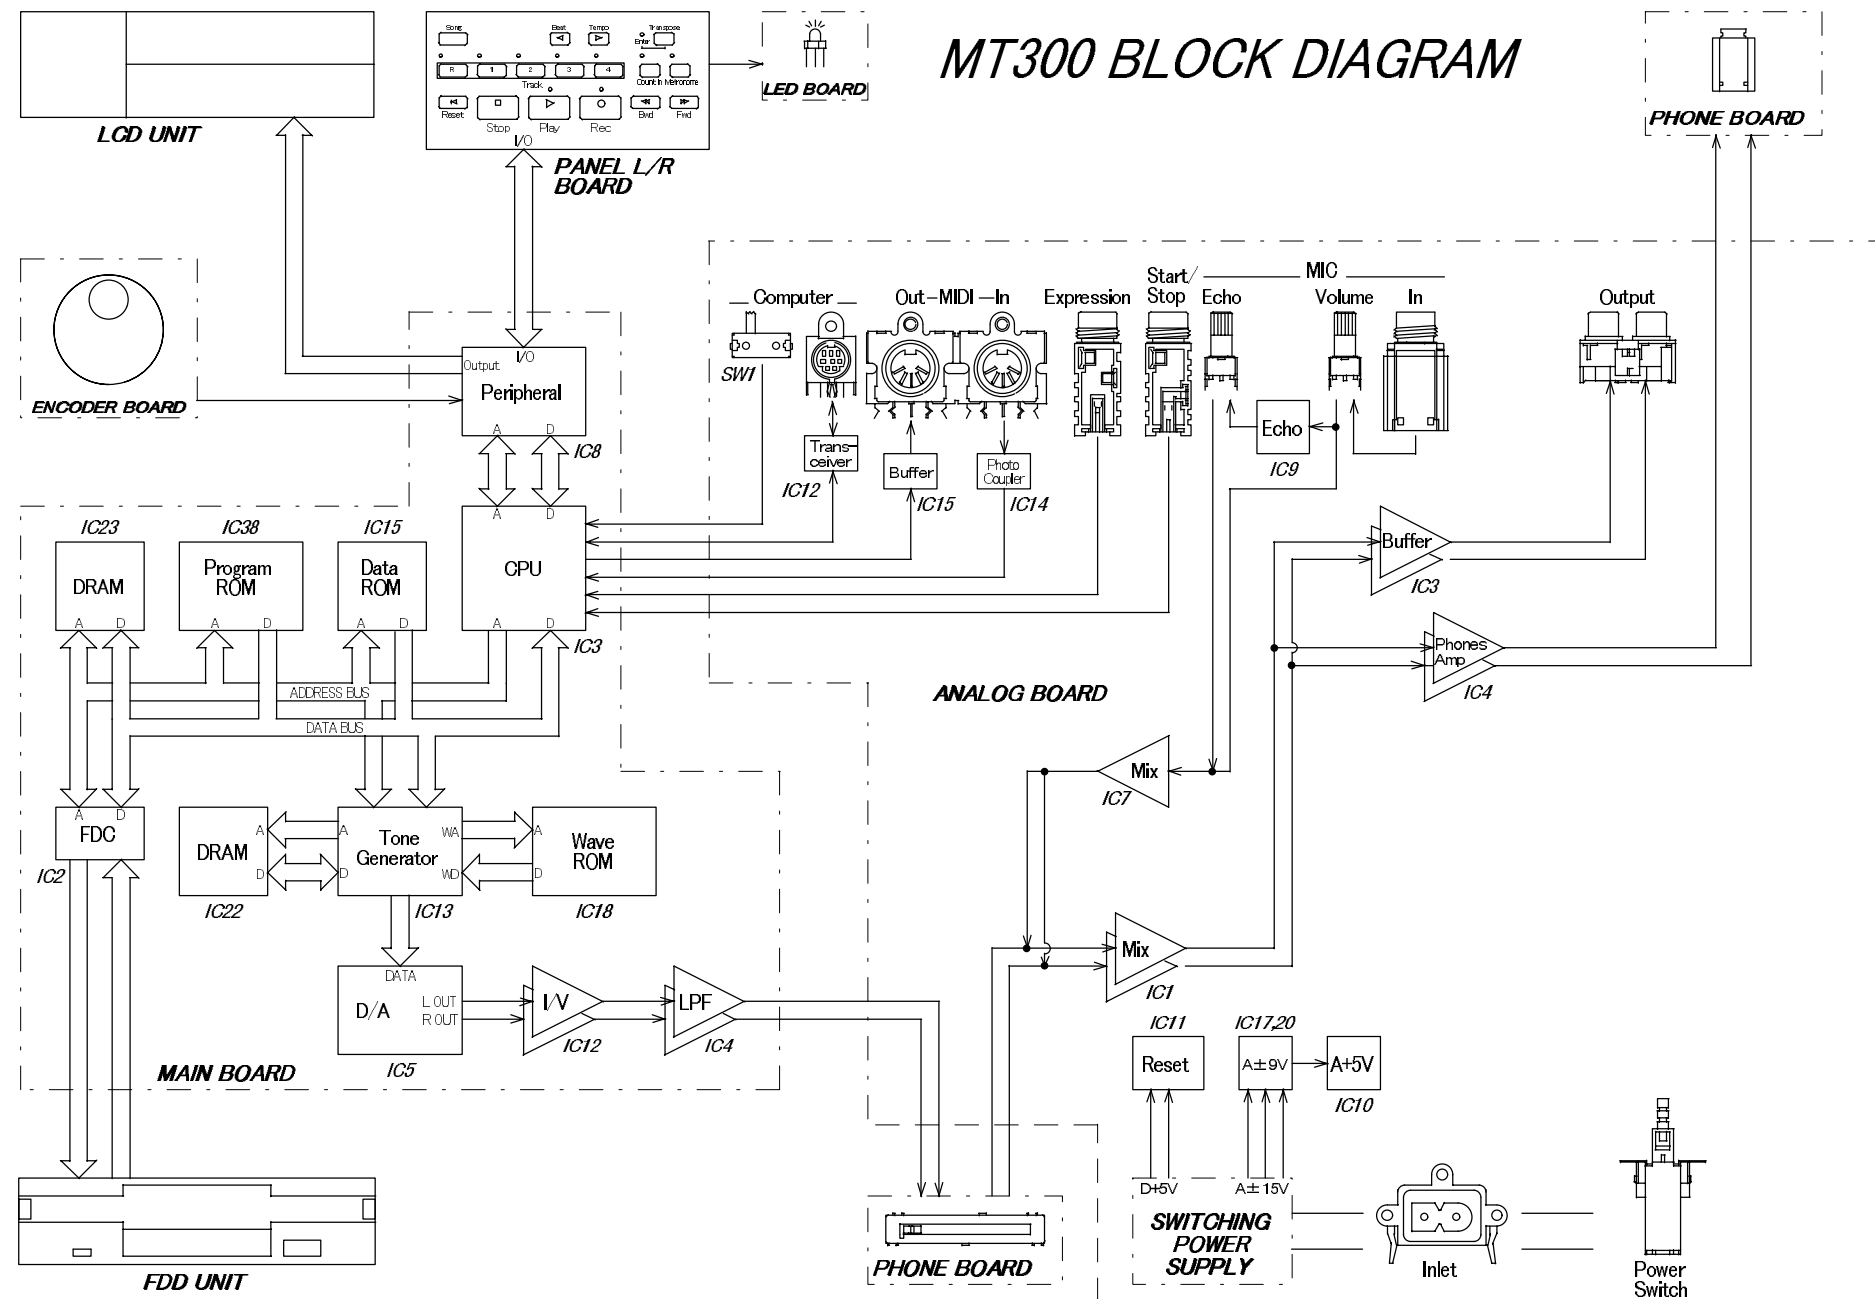 MT300 BLOCK DIAGRAM
LCD UNIT
Song
Beat
Tempo
Transpose
Enter
R 1 2 3 4
Track
Count In Metronome
Reset
Stop
Play
Rec
Bwd
Fwd
I/O
PANEL L/R
BOARD
LED BOARD
PHONE BOARD
ENCODER BOARD
Output
I/O
Peripheral
A D
IC8
Computer
SW1
Out-MIDI-In
Expression
Start/
Stop
MIC
Echo
Volume
In
Output
Trans-
ceiver
IC12
Buffer
IC15
Photo
Coupler
IC14
Echo
IC9
IC23
DRAM
A D
IC38
Program
ROM
A D
IC15
Data
ROM
A D
A D
CPU
A D
IC3
ADDRESS BUS
DATA BUS
Buffer
IC3
Phones
Amp
IC4
ANALOG BOARD
Mix
IC7
A D
FDC
IC2
DRAM
A
D
IC22
A
D
Tone
Generator
WA
WD
IC13
A
D
Wave
ROM
IC18
Mix
IC1
DATA
D/A
L OUT
R OUT
IC5
I/V
IC12
LPF
IC4
MAIN BOARD
IC11
Reset
IC17,20
A±9V
A+5V
IC10
D+5V
A±15V
SWITCHING
POWER
SUPPLY
Inlet
Power
Switch
FDD UNIT
PHONE BOARD